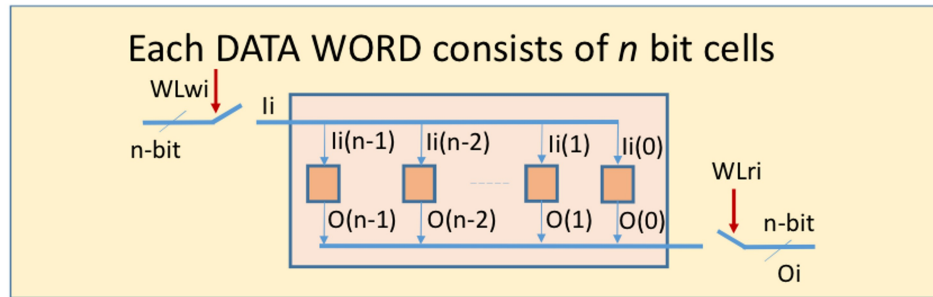 Each DATA WORD consists of n bit cells
WLwi
Ii
n-bit
Ii(n-1) Ii(n-2) Ii(1) Ii(0)
WLri
O(n-1) O(n-2) O(1) O(0)
n-bit
Oi